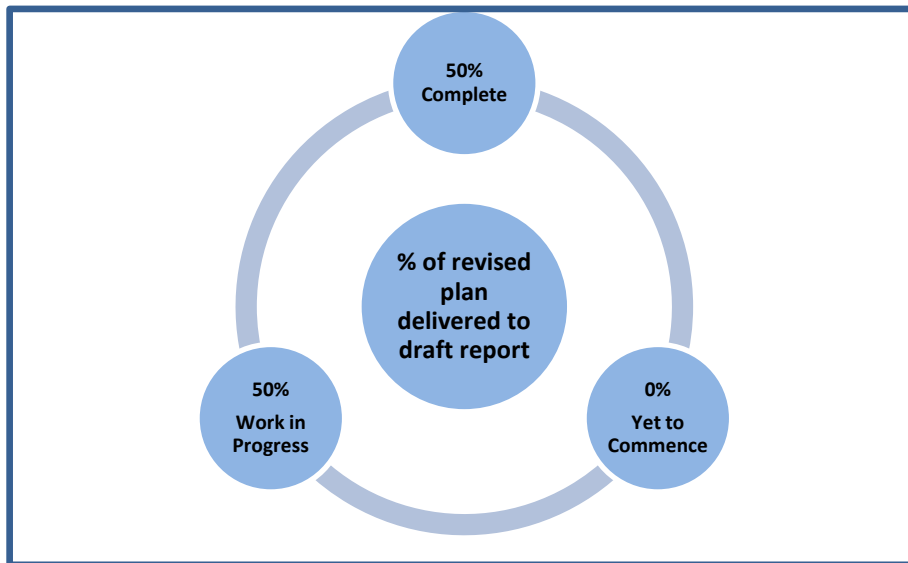 50%
Complete
% of revised
plan
delivered to
draft report
50%
Work in
Progress
0%
Yet to
Commence